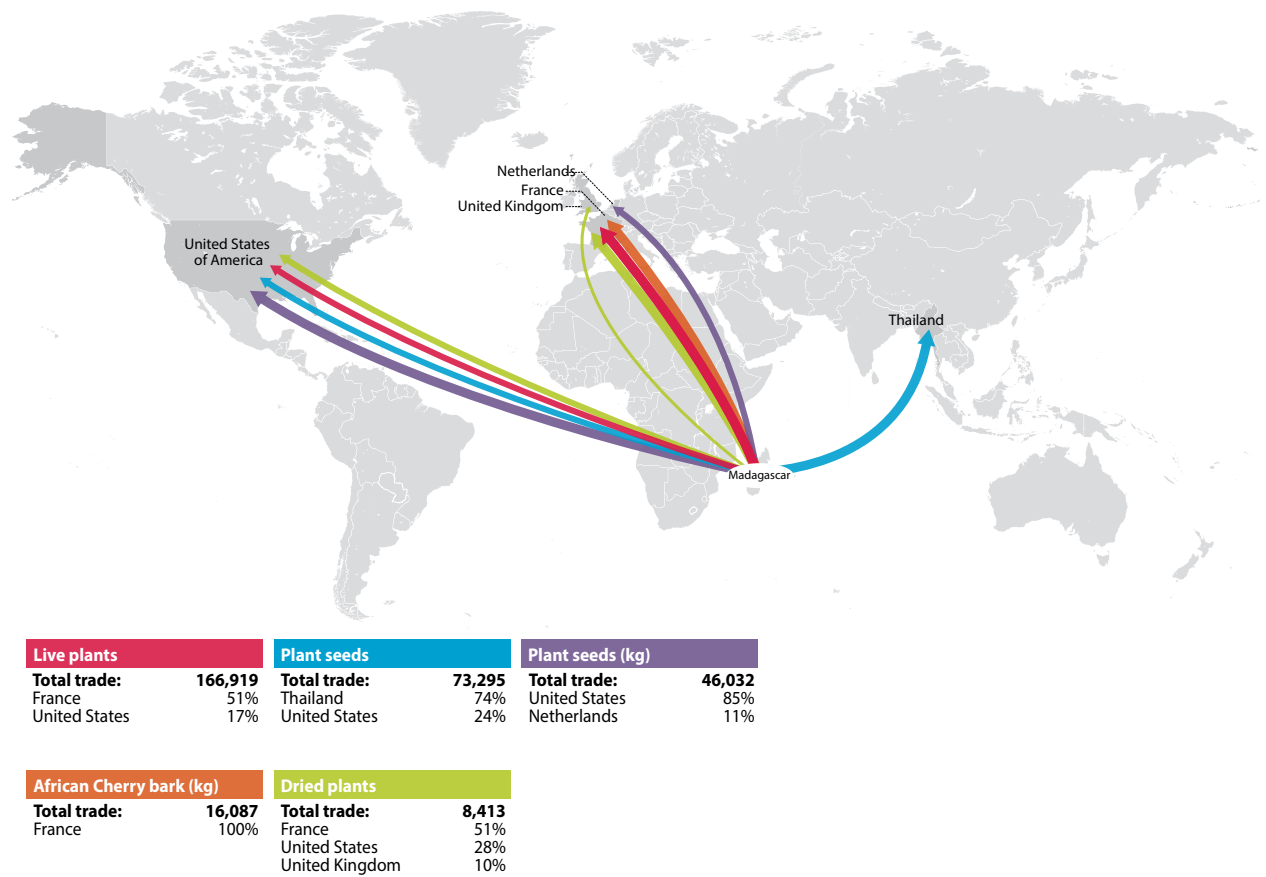 Netherlands
France
United Kindgom
United States
of America
Thailand
Madagascar
Live plants
Total trade: 166,919
France 51%
United States 17%
Plant seeds
Total trade: 73,295
Thailand 74%
United States 24%
Plant seeds (kg)
Total trade: 46,032
United States 85%
Netherlands 11%
African Cherry bark (kg)
Total trade: 16,087
France 100%
Dried plants
Total trade: 8,413
France 51%
United States 28%
United Kingdom 10%